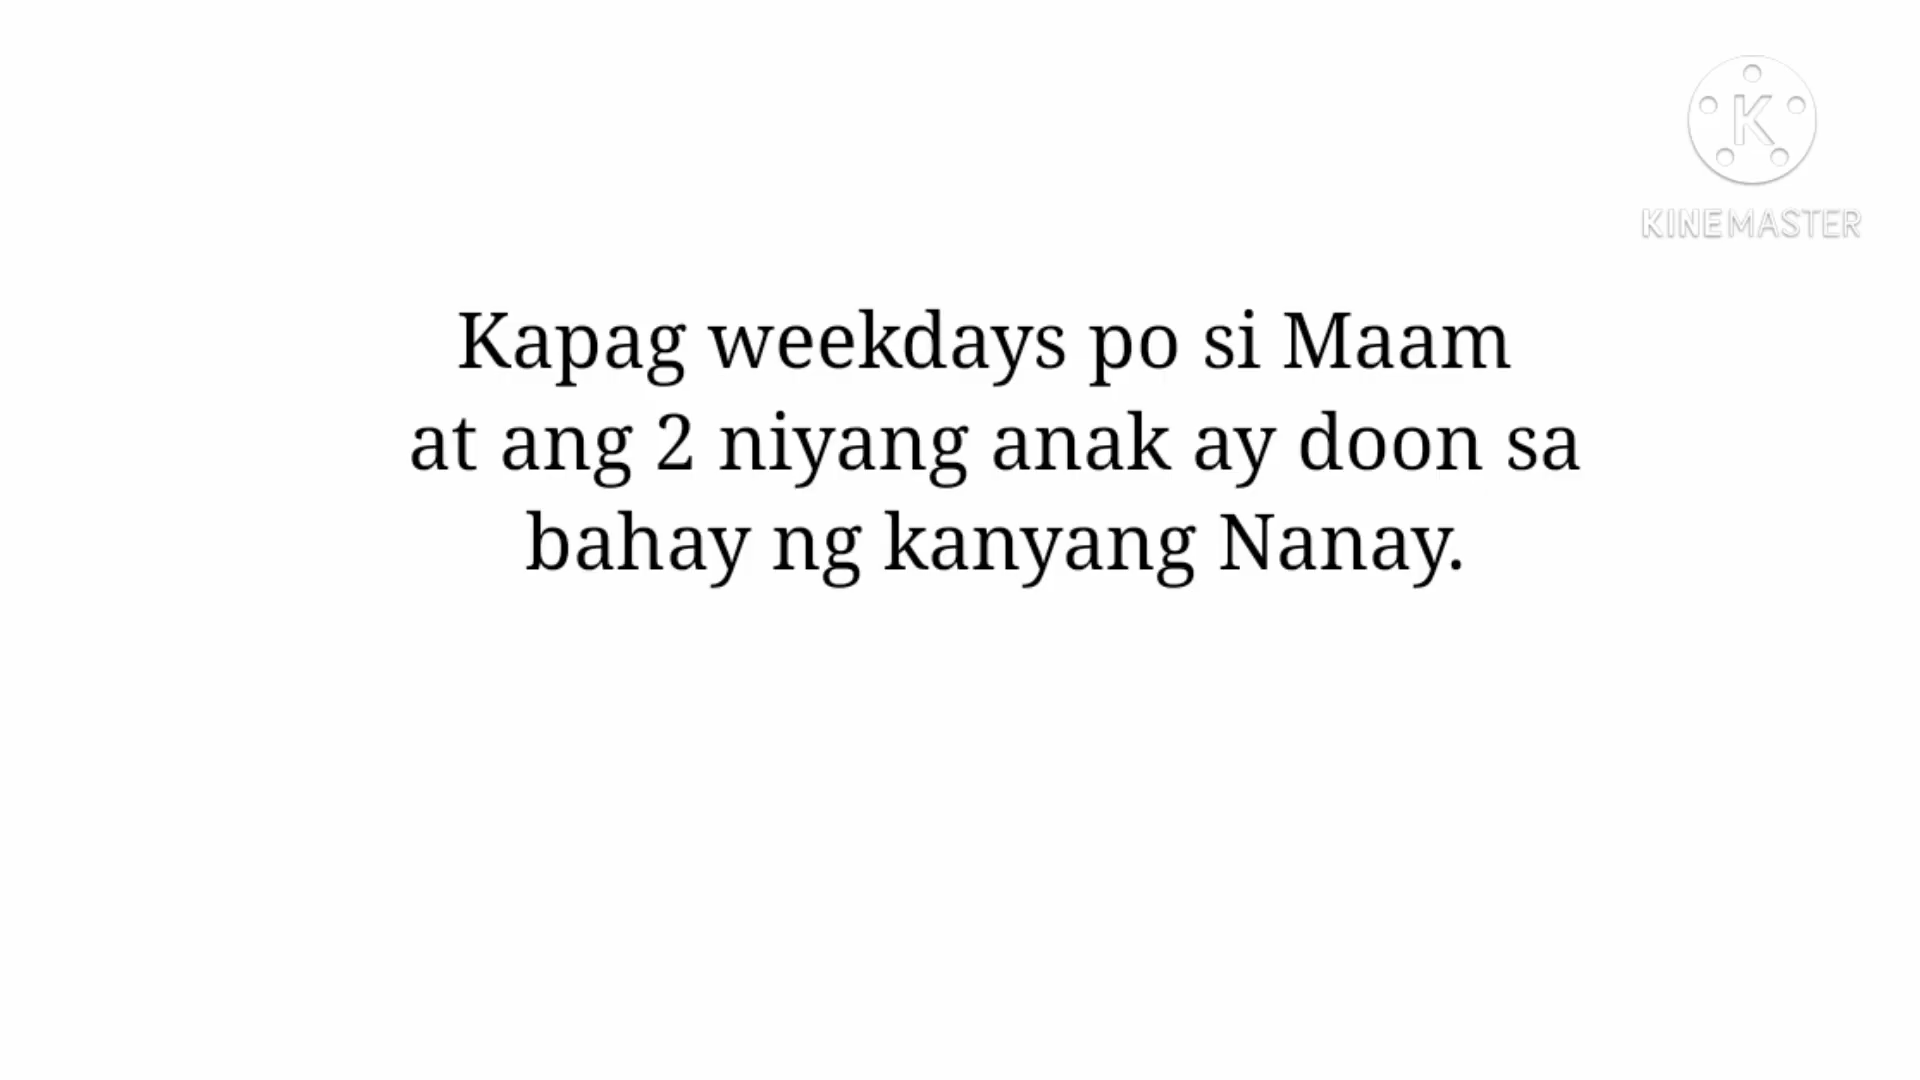 K
KINEMASTER
Kapag weekdays po si Maam
at ang 2 niyang anak ay doon sa
bahay ng kanyang Nanay.